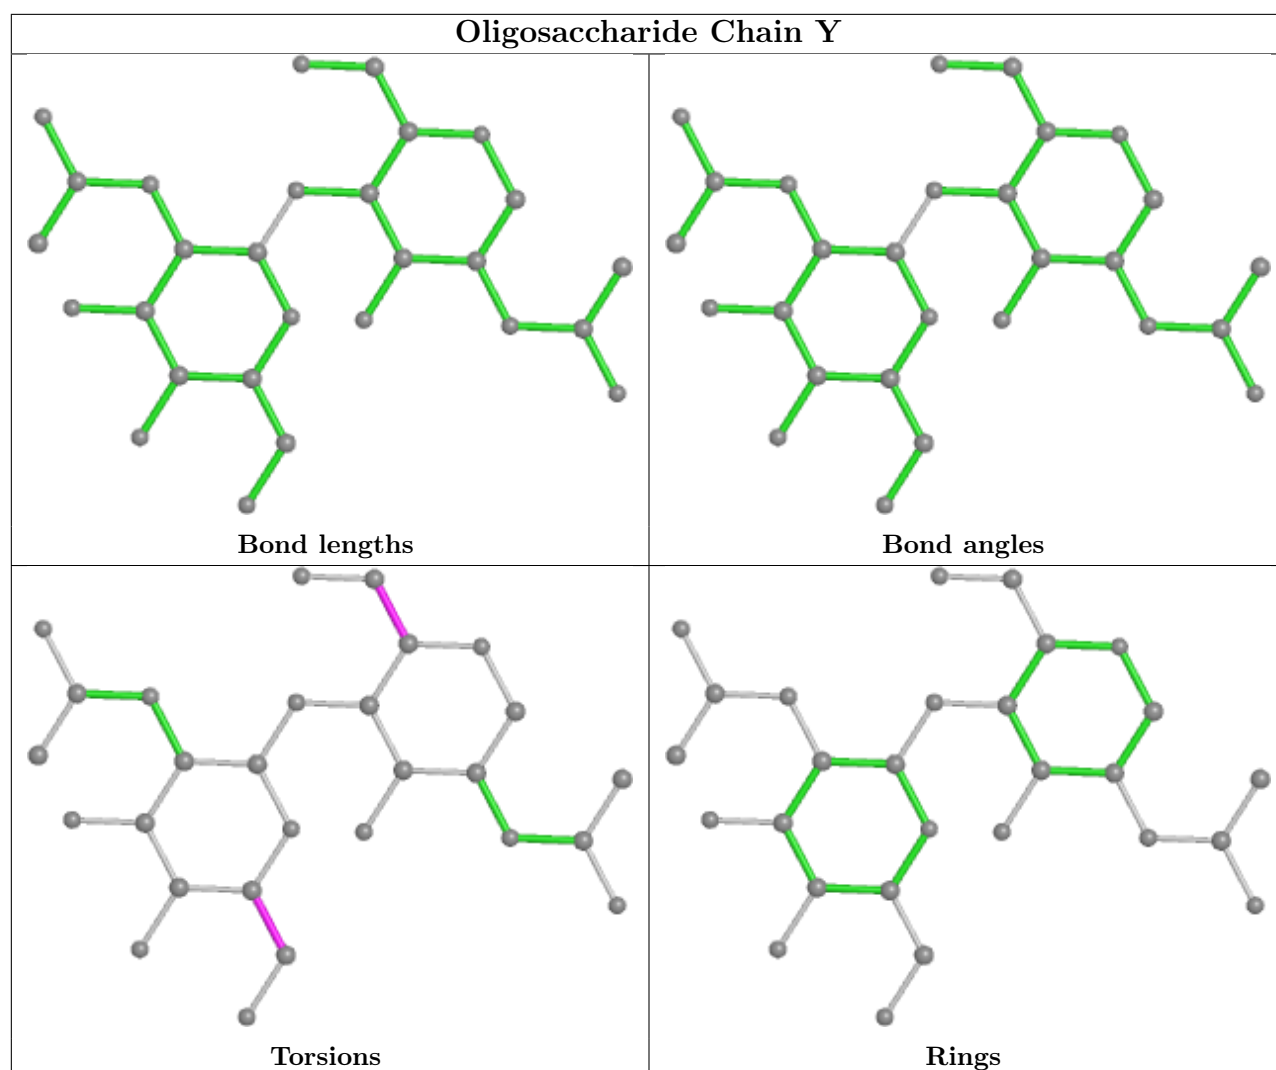 Oligosaccharide Chain Y
Bond lengths
Bond angles
Torsions
Rings